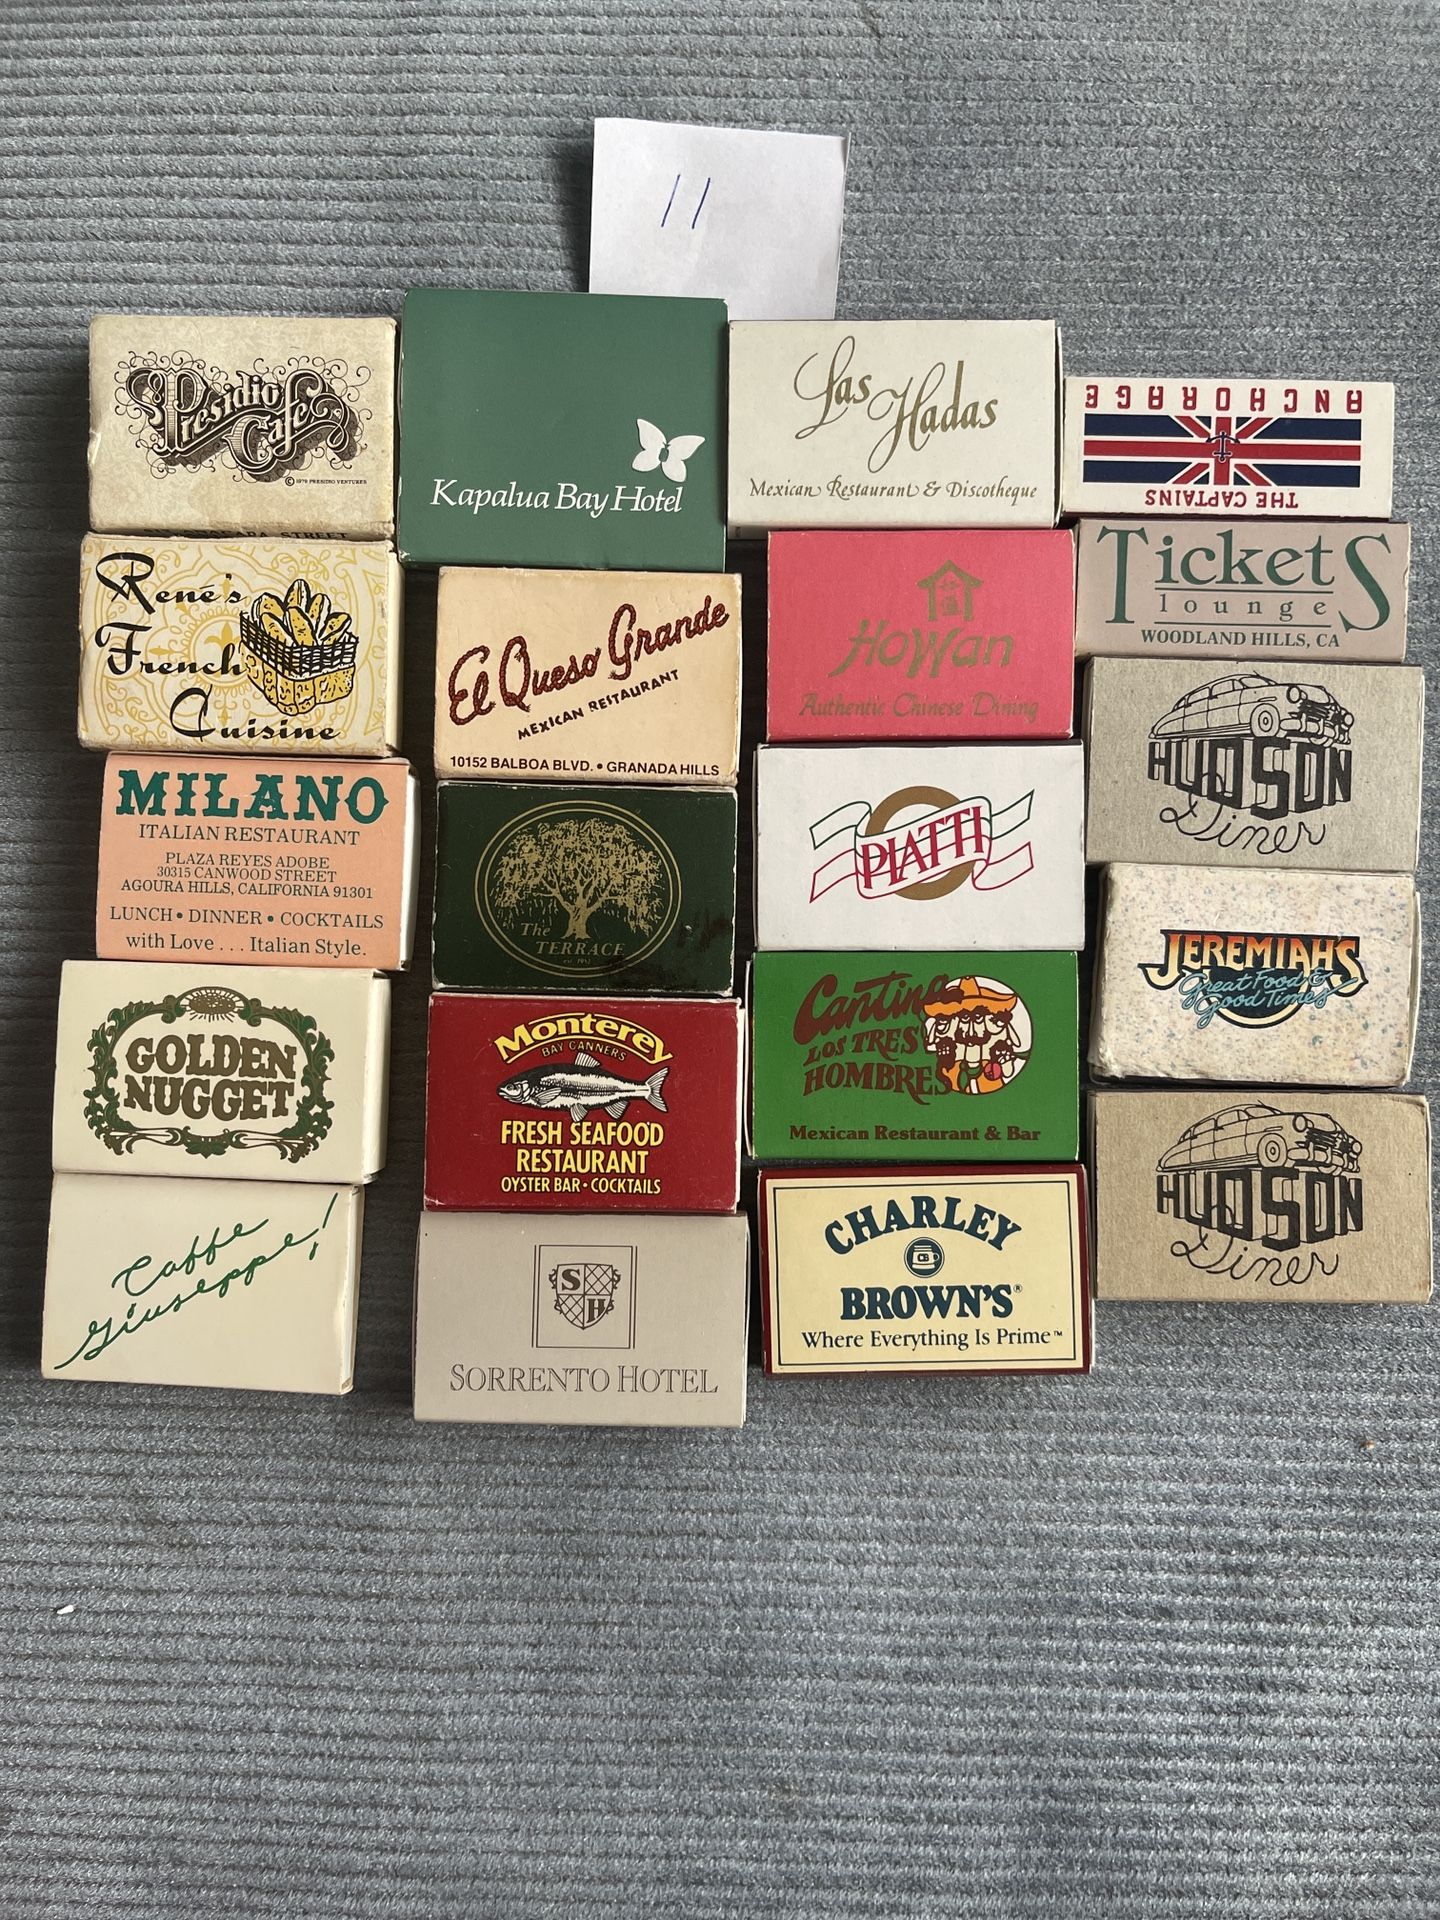 11
Presidio
Cafe
© 1979 PRESIDIO VENTURES
STREET
René's
French
Cuisine
MILANO
ITALIAN RESTAURANT
PLAZA REYES ADOBE
30315 CANWOOD STREET
AGOURA HILLS, CALIFORNIA 91301
LUNCH • DINNER • COCKTAILS
with Love . . . Italian Style.
GOLDEN
NUGGET
Caffe
Giuseppe!
Kapalua Bay Hotel
El Queso Grande
MEXICAN RESTAURANT
10152 BALBOA BLVD. • GRANADA HILLS
The
TERRACE
Monterey
BAY CANNERS
FRESH SEAFOOD
RESTAURANT
OYSTER BAR • COCKTAILS
S
H
SORRENTO HOTEL
Las Hadas
Mexican Restaurant & Discotheque
HoWan
Authentic Chinese Dining
PIATTI
Cantina
LOS TRES
HOMBRES
Mexican Restaurant & Bar
CHARLEY
CB
BROWN'S®
Where Everything Is Prime™
THE CAPTAINS
ANCHORAGE
TicketS
lounge
WOODLAND HILLS, CA
HUDSON
Diner
JEREMIAH'S
Great Food &
Good Times
HUDSON
Diner